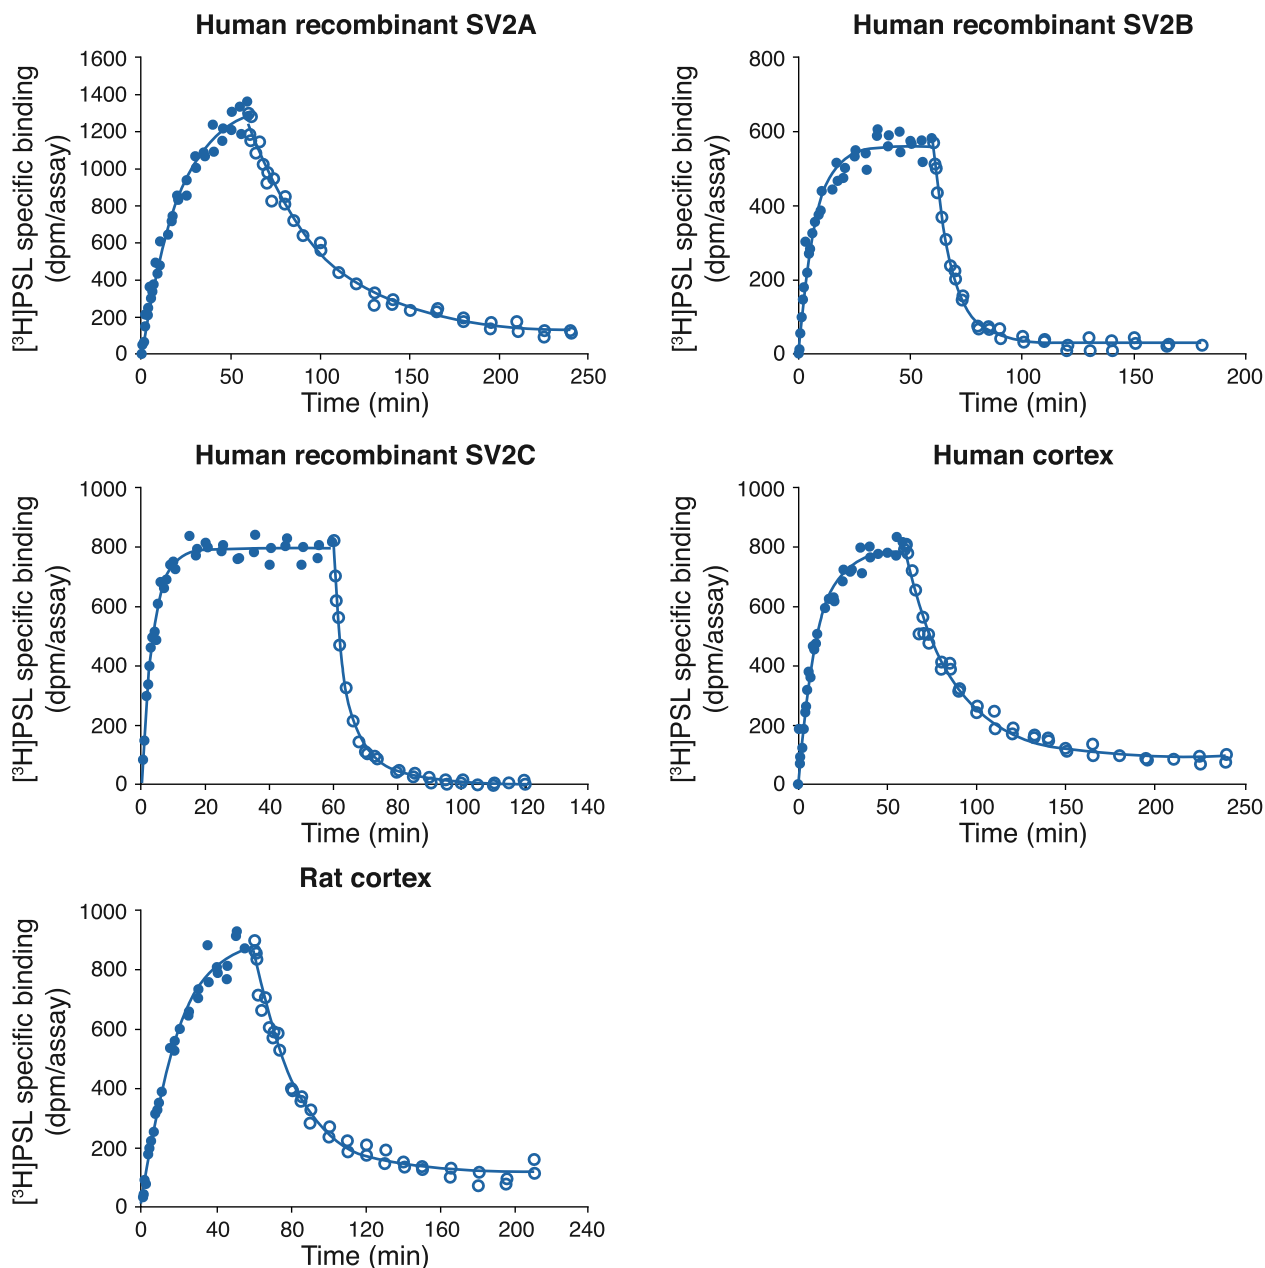 Human recombinant SV2A
1600
1400
1200
1000
800
600
400
200
0
[³H]PSL specific binding
(dpm/assay)
0 50 100 150 200 250
Time (min)
Human recombinant SV2B
800
600
400
200
0
[³H]PSL specific binding
(dpm/assay)
0 50 100 150 200
Time (min)
Human recombinant SV2C
1000
800
600
400
200
0
[³H]PSL specific binding
(dpm/assay)
0 20 40 60 80 100 120 140
Time (min)
Human cortex
1000
800
600
400
200
0
[³H]PSL specific binding
(dpm/assay)
0 50 100 150 200 250
Time (min)
Rat cortex
1000
800
600
400
200
0
[³H]PSL specific binding
(dpm/assay)
0 40 80 120 160 200 240
Time (min)